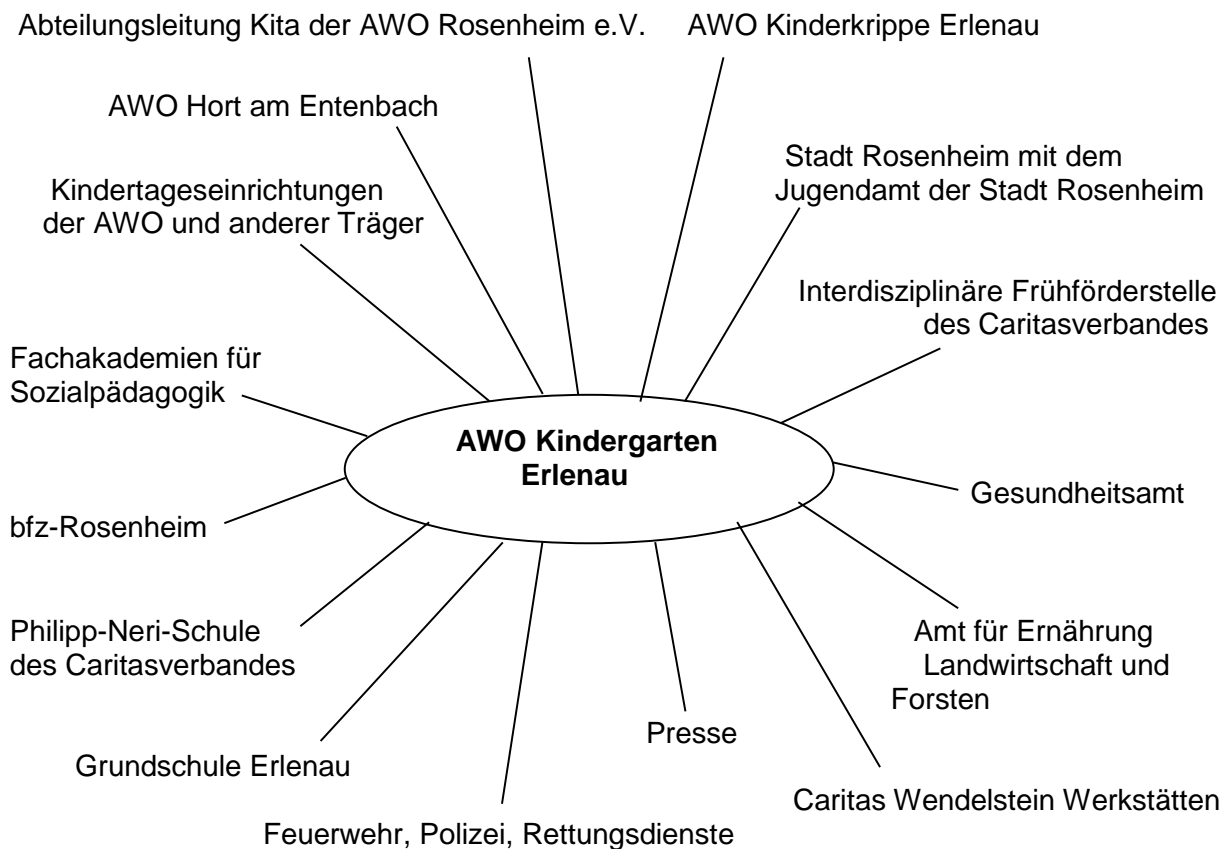 Abteilungsleitung Kita der AWO Rosenheim e.V.
AWO Kinderkrippe Erlenau
AWO Hort am Entenbach
Stadt Rosenheim mit dem
Jugendamt der Stadt Rosenheim
Kindertageseinrichtungen
der AWO und anderer Träger
Interdisziplinäre Frühförderstelle
des Caritasverbandes
Fachakademien für
Sozialpädagogik
AWO Kindergarten
Erlenau
Gesundheitsamt
bfz-Rosenheim
Philipp-Neri-Schule
des Caritasverbandes
Amt für Ernährung
Landwirtschaft und
Forsten
Presse
Grundschule Erlenau
Caritas Wendelstein Werkstätten
Feuerwehr, Polizei, Rettungsdienste